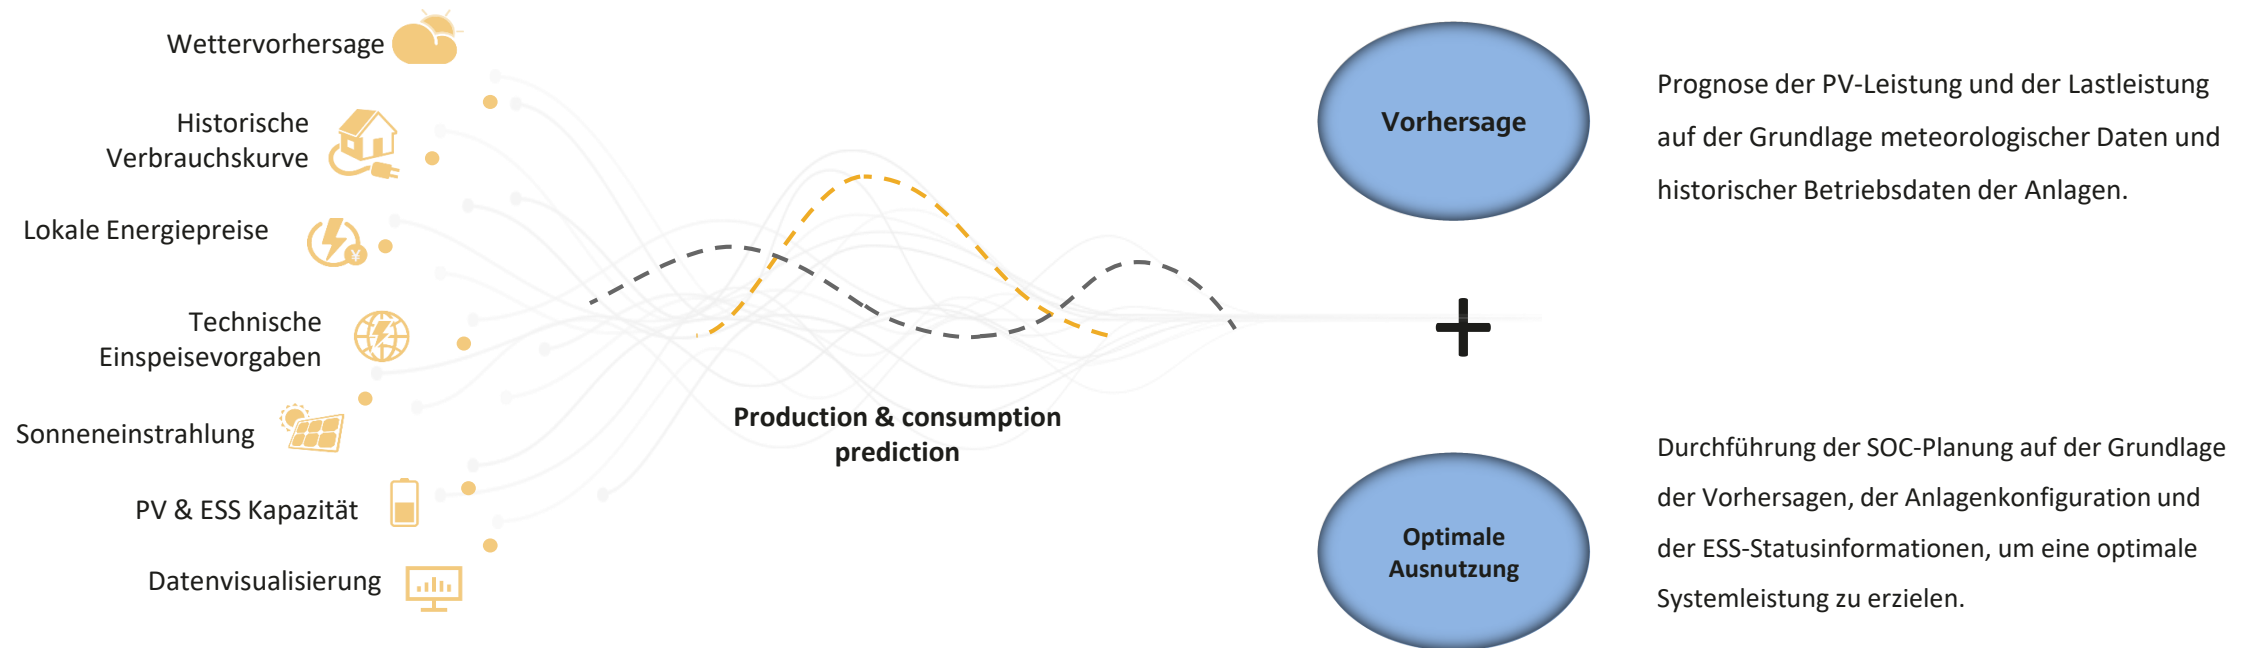 Wettervorhersage
Historische
Verbrauchskurve
Lokale Energiepreise
¥
Technische
Einspeisevorgaben
Sonneneinstrahlung
PV & ESS Kapazität
Datenvisualisierung
Production & consumption
prediction
Vorhersage
Prognose der PV-Leistung und der Lastleistung
auf der Grundlage meteorologischer Daten und
historischer Betriebsdaten der Anlagen.
+
Optimale
Ausnutzung
Durchführung der SOC-Planung auf der Grundlage
der Vorhersagen, der Anlagenkonfiguration und
der ESS-Statusinformationen, um eine optimale
Systemleistung zu erzielen.